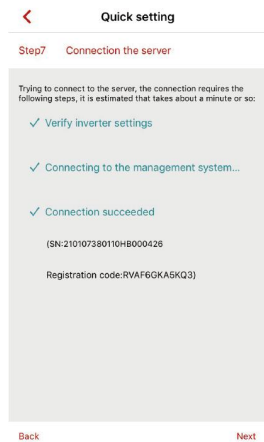 Quick setting
Step7 Connection the server
Trying to connect to the server, the connection requires the
following steps, it is estimated that takes about a minute or so:
Verify inverter settings
Connecting to the management system...
Connection succeeded
(SN:210107380110HB000426
Registration code:RVAF6GKA5KQ3)
Back Next